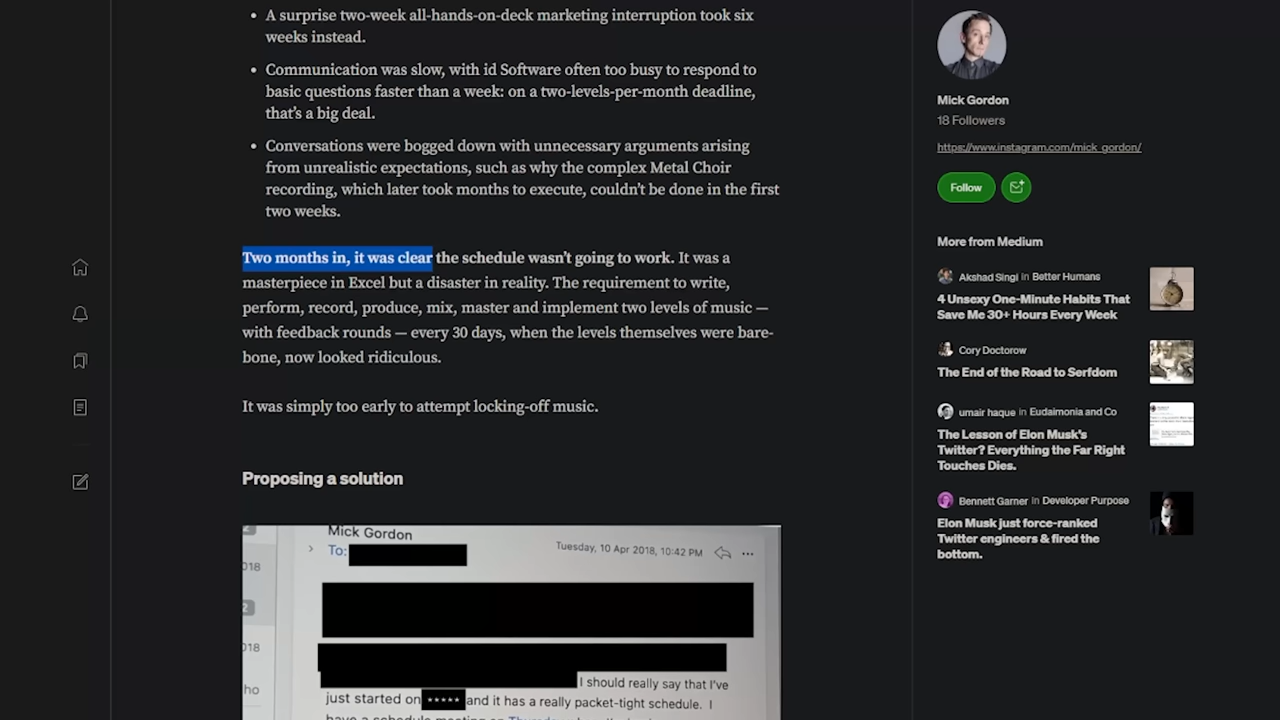 A surprise two-week all-hands-on-deck marketing interruption took six
weeks instead.
Communication was slow, with id Software often too busy to respond to
basic questions faster than a week: on a two-levels-per-month deadline,
that's a big deal.
Conversations were bogged down with unnecessary arguments arising
from unrealistic expectations, such as why the complex Metal Choir
recording, which later took months to execute, couldn't be done in the first
two weeks.
Two months in, it was clear the schedule wasn't going to work. It was a
masterpiece in Excel but a disaster in reality. The requirement to write,
perform, record, produce, mix, master and implement two levels of music —
with feedback rounds — every 30 days, when the levels themselves were bare-
bone, now looked ridiculous.
It was simply too early to attempt locking-off music.
Proposing a solution
Mick Gordon
To:
Tuesday, 10 Apr 2018, 10:42 PM
018
2
018
ho
I should really say that I've
just started on ***** and it has a really packet-tight schedule. I
have a schedule meeting on Thursday
Mick Gordon
18 Followers
https://www.instagram.com/mick_gordon/
Follow
More from Medium
Akshad Singi in Better Humans
4 Unsexy One-Minute Habits That
Save Me 30+ Hours Every Week
Cory Doctorow
The End of the Road to Serfdom
umair haque in Eudaimonia and Co
The Lesson of Elon Musk's
Twitter? Everything the Far Right
Touches Dies.
Bennett Garner in Developer Purpose
Elon Musk just force-ranked
Twitter engineers & fired the
bottom.